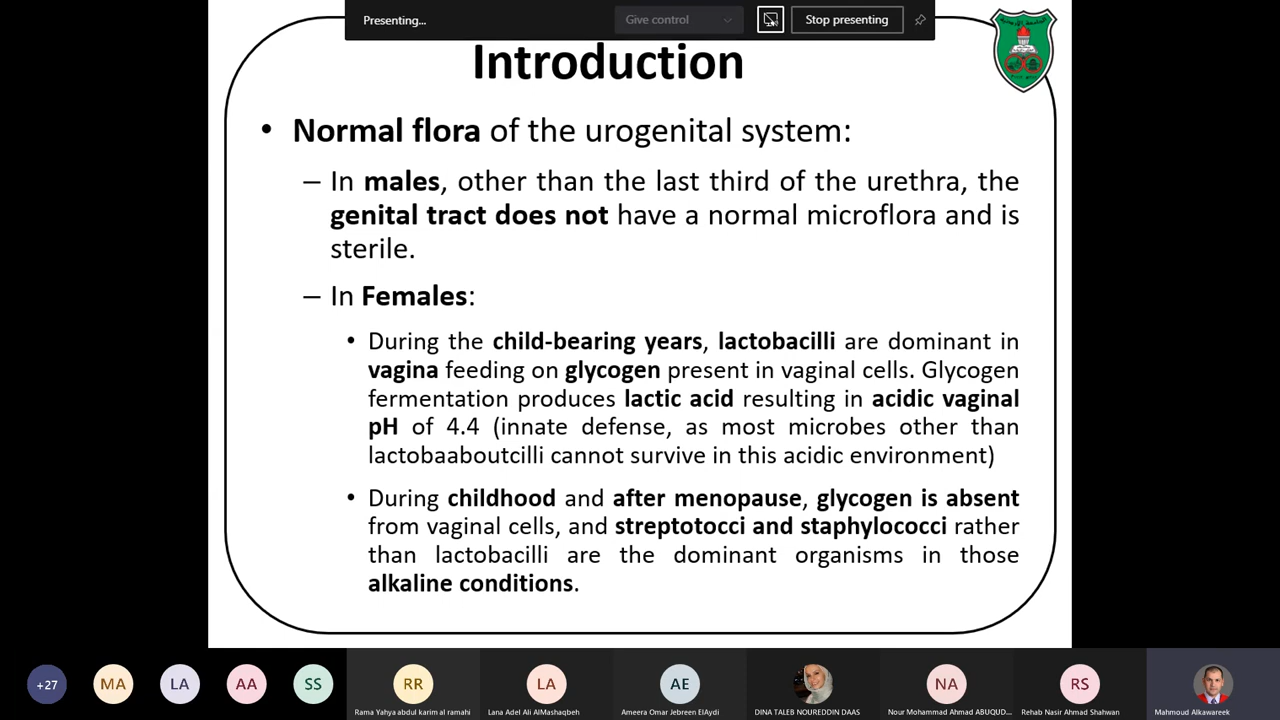 Presenting...
Give control
Stop presenting
Introduction
• Normal flora of the urogenital system:
– In males, other than the last third of the urethra, the
genital tract does not have a normal microflora and is
sterile.
– In Females:
• During the child-bearing years, lactobacilli are dominant in
vagina feeding on glycogen present in vaginal cells. Glycogen
fermentation produces lactic acid resulting in acidic vaginal
pH of 4.4 (innate defense, as most microbes other than
lactobaaboutcilli cannot survive in this acidic environment)
• During childhood and after menopause, glycogen is absent
from vaginal cells, and streptotocci and staphylococci rather
than lactobacilli are the dominant organisms in those
alkaline conditions.
+27
MA
LA
AA
SS
RR
LA
AE
NA
RS
Rama Yahya abdul karim al ramahi
Lana Adel Ali AlMashaqbeh
Ameera Omar Jebreen ElAydi
DINA TALEB NOUREDDIN DAAS
Nour Mohammad Ahmad ABUQUD...
Rehab Nasir Ahmad Shahwan
Mahmoud Alkawareek